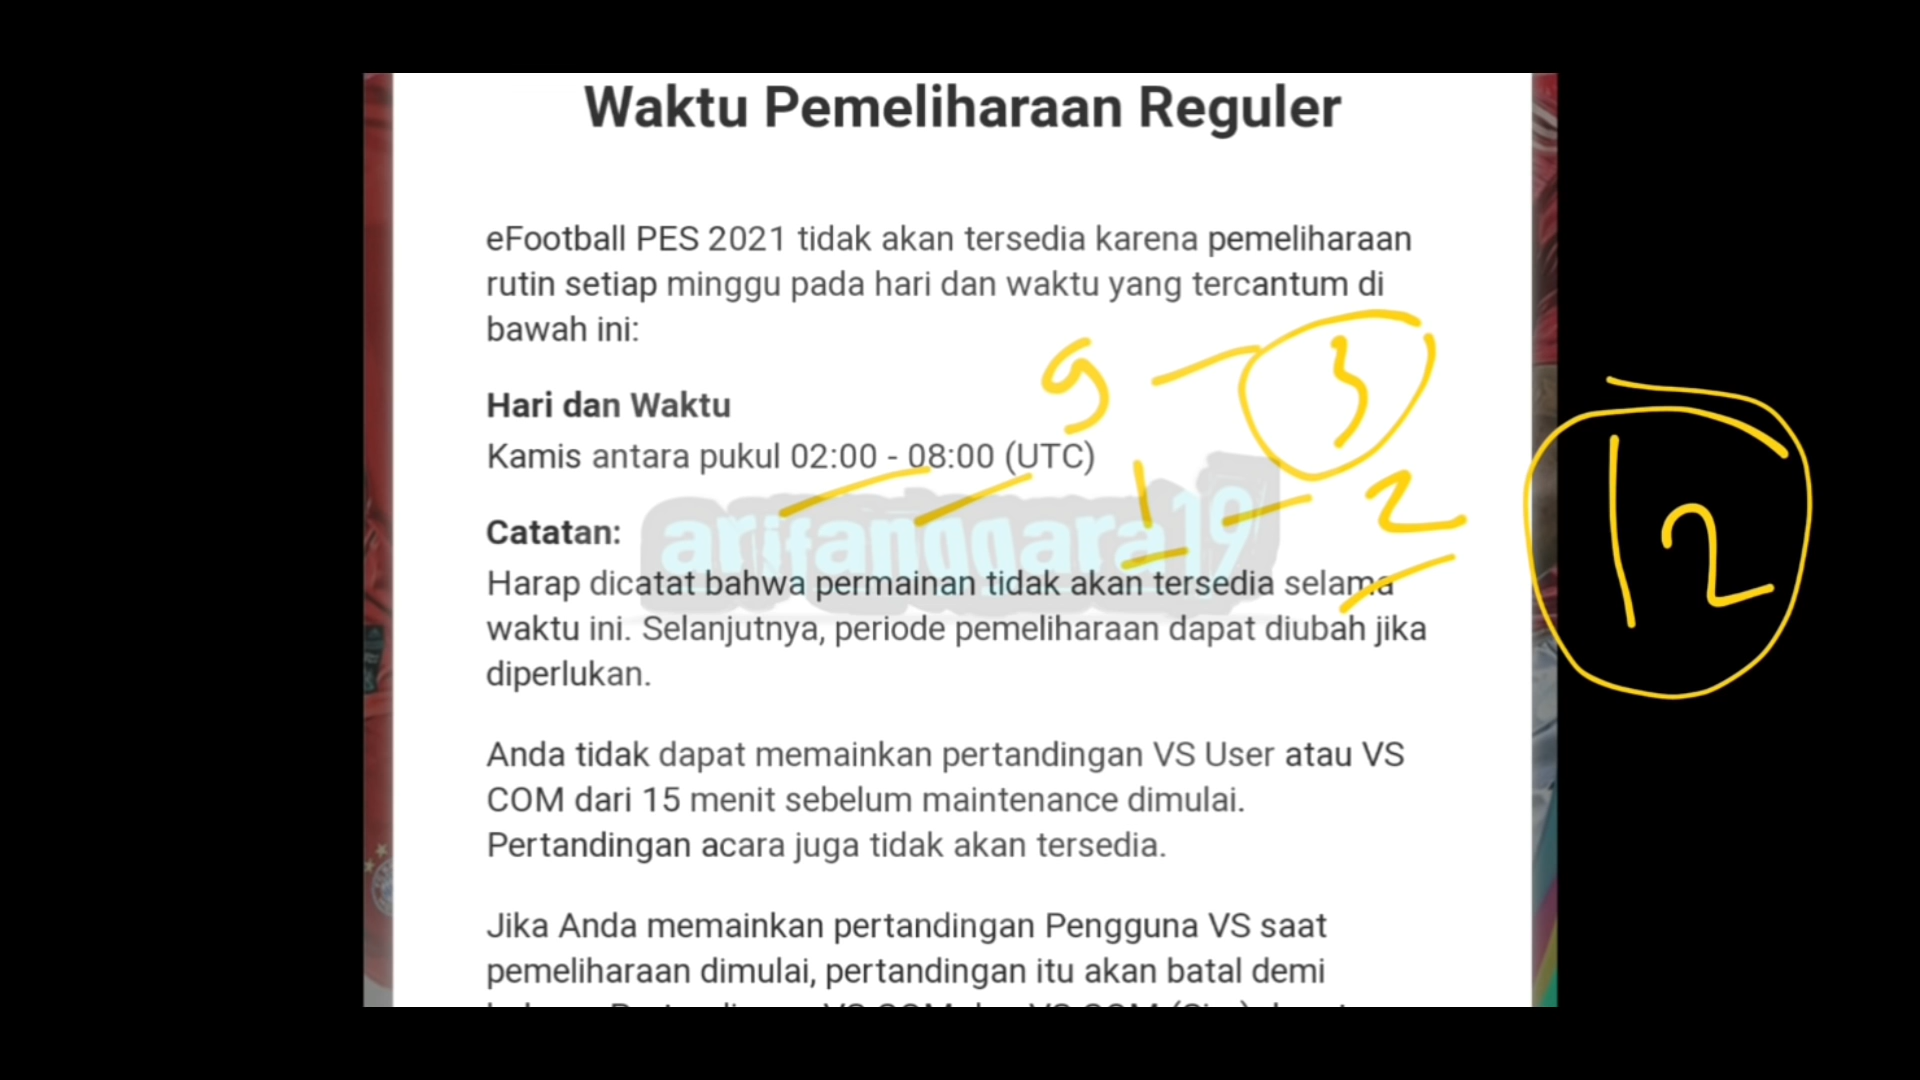 Waktu Pemeliharaan Reguler
eFootball PES 2021 tidak akan tersedia karena pemeliharaan
rutin setiap minggu pada hari dan waktu yang tercantum di
bawah ini:
9 - 3
Hari dan Waktu
Kamis antara pukul 02:00 - 08:00 (UTC)
1 - 2
12
arifanggara19
Catatan:
Harap dicatat bahwa permainan tidak akan tersedia selama
waktu ini. Selanjutnya, periode pemeliharaan dapat diubah jika
diperlukan.
Anda tidak dapat memainkan pertandingan VS User atau VS
COM dari 15 menit sebelum maintenance dimulai.
Pertandingan acara juga tidak akan tersedia.
Jika Anda memainkan pertandingan Pengguna VS saat
pemeliharaan dimulai, pertandingan itu akan batal demi